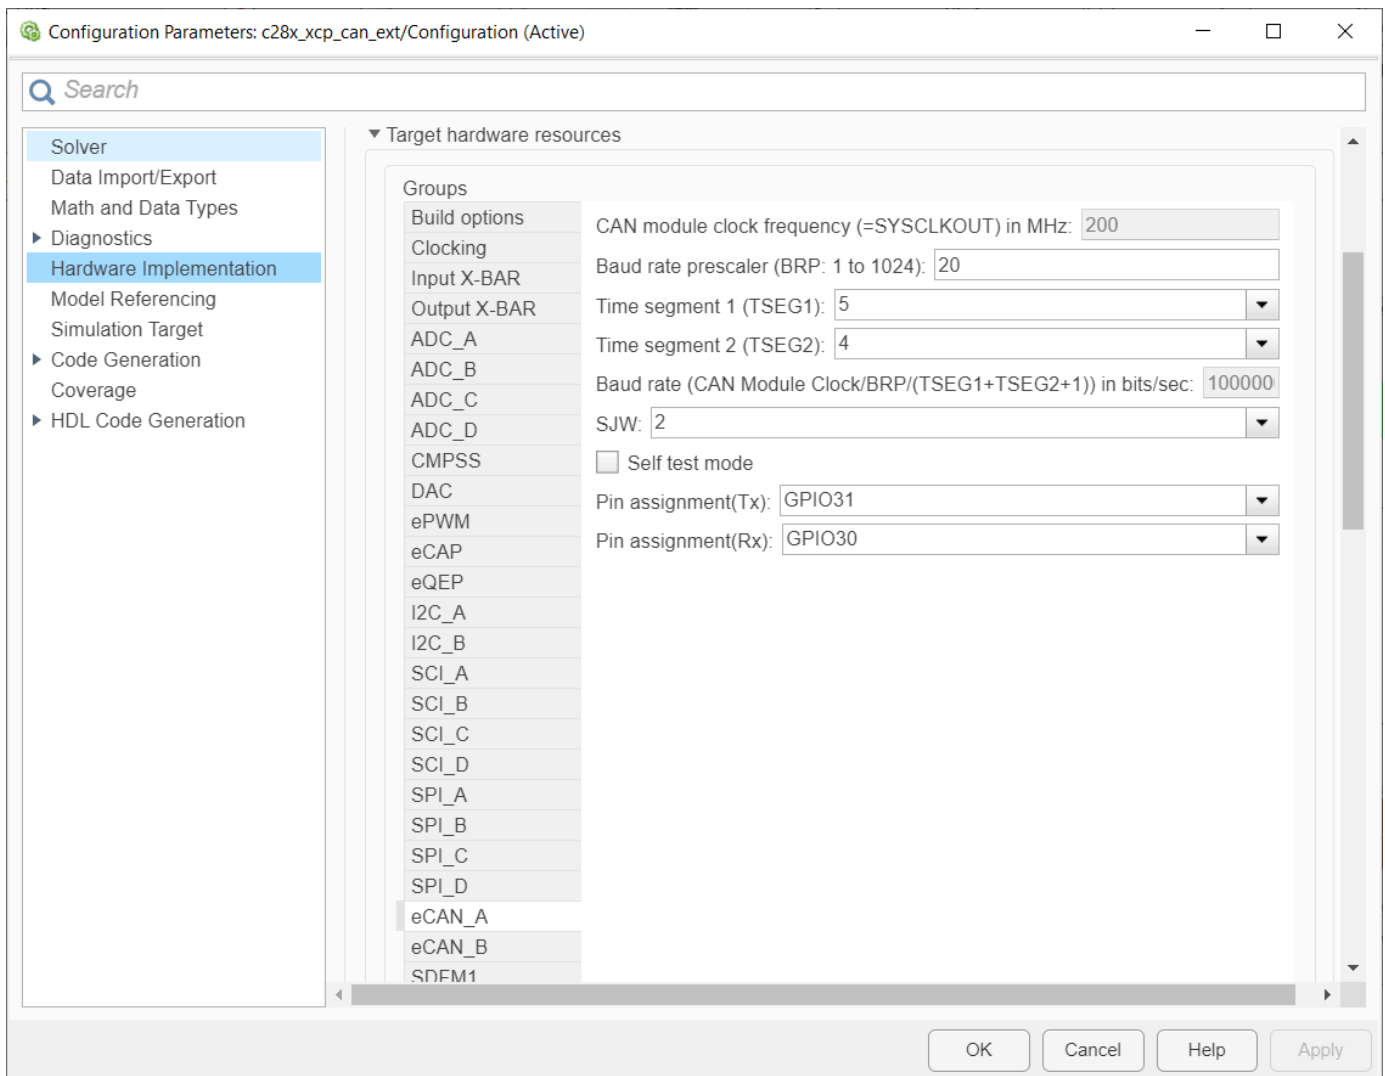 Configuration Parameters: c28x_xcp_can_ext/Configuration (Active)
Search
Solver
Data Import/Export
Math and Data Types
Diagnostics
Hardware Implementation
Model Referencing
Simulation Target
Code Generation
Coverage
HDL Code Generation
Target hardware resources
Groups
Build options
Clocking
Input X-BAR
Output X-BAR
ADC_A
ADC_B
ADC_C
ADC_D
CMPSS
DAC
ePWM
eCAP
eQEP
I2C_A
I2C_B
SCI_A
SCI_B
SCI_C
SCI_D
SPI_A
SPI_B
SPI_C
SPI_D
eCAN_A
eCAN_B
SDFM1
CAN module clock frequency (=SYSCLKOUT) in MHz: 200
Baud rate prescaler (BRP: 1 to 1024): 20
Time segment 1 (TSEG1): 5
Time segment 2 (TSEG2): 4
Baud rate (CAN Module Clock/BRP/(TSEG1+TSEG2+1)) in bits/sec: 100000
SJW: 2
Self test mode
Pin assignment(Tx): GPIO31
Pin assignment(Rx): GPIO30
OK
Cancel
Help
Apply